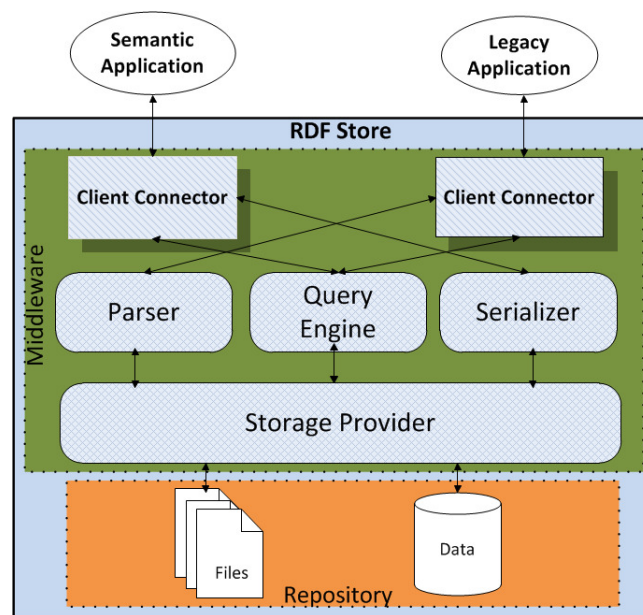 Semantic
Application
Legacy
Application
RDF Store
Client Connector
Client Connector
Middleware
Parser
Query
Engine
Serializer
Storage Provider
Files
Data
Repository